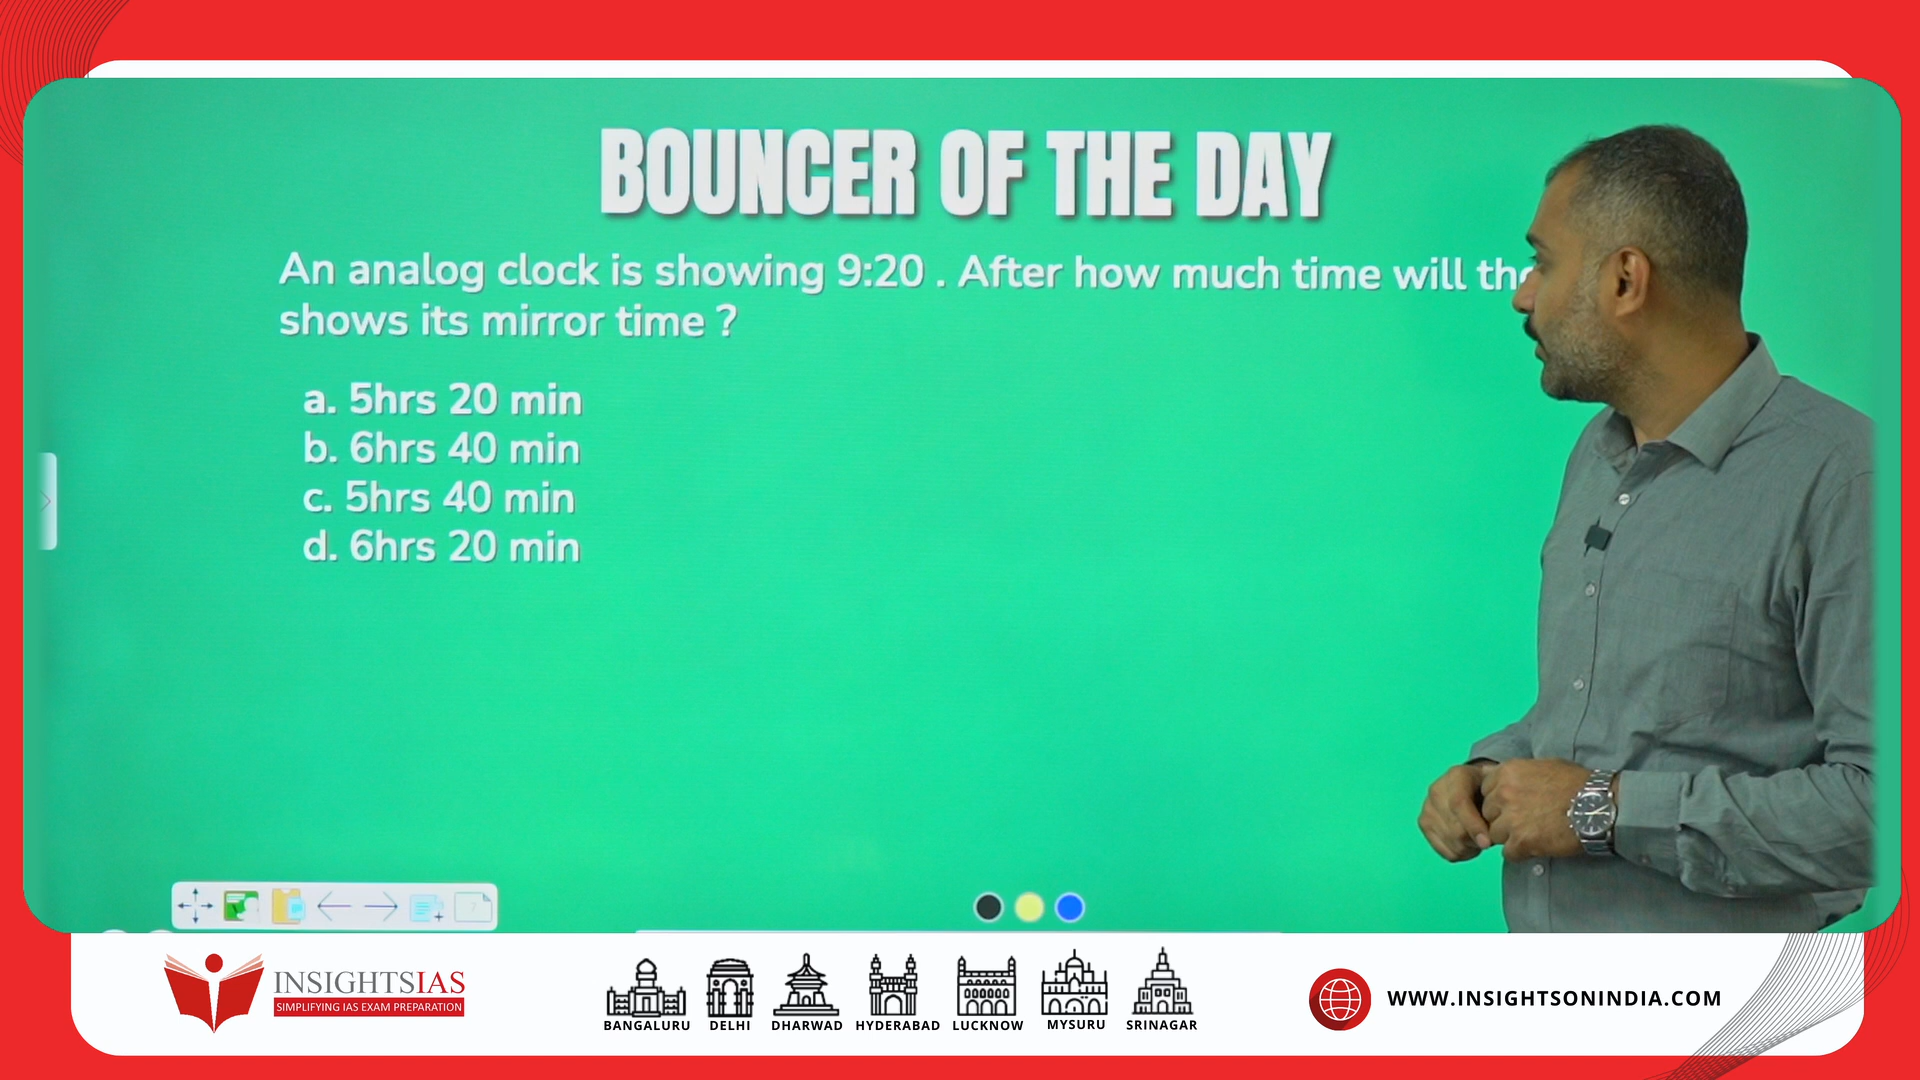 BOUNCER OF THE DAY
An analog clock is showing 9:20 . After how much time will the
shows its mirror time ?
a. 5hrs 20 min
b. 6hrs 40 min
c. 5hrs 40 min
d. 6hrs 20 min
INSIGHTSIAS
SIMPLIFYING IAS EXAM PREPARATION
BANGALURU DELHI DHARWAD HYDERABAD LUCKNOW MYSURU SRINAGAR
WWW.INSIGHTSONINDIA.COM